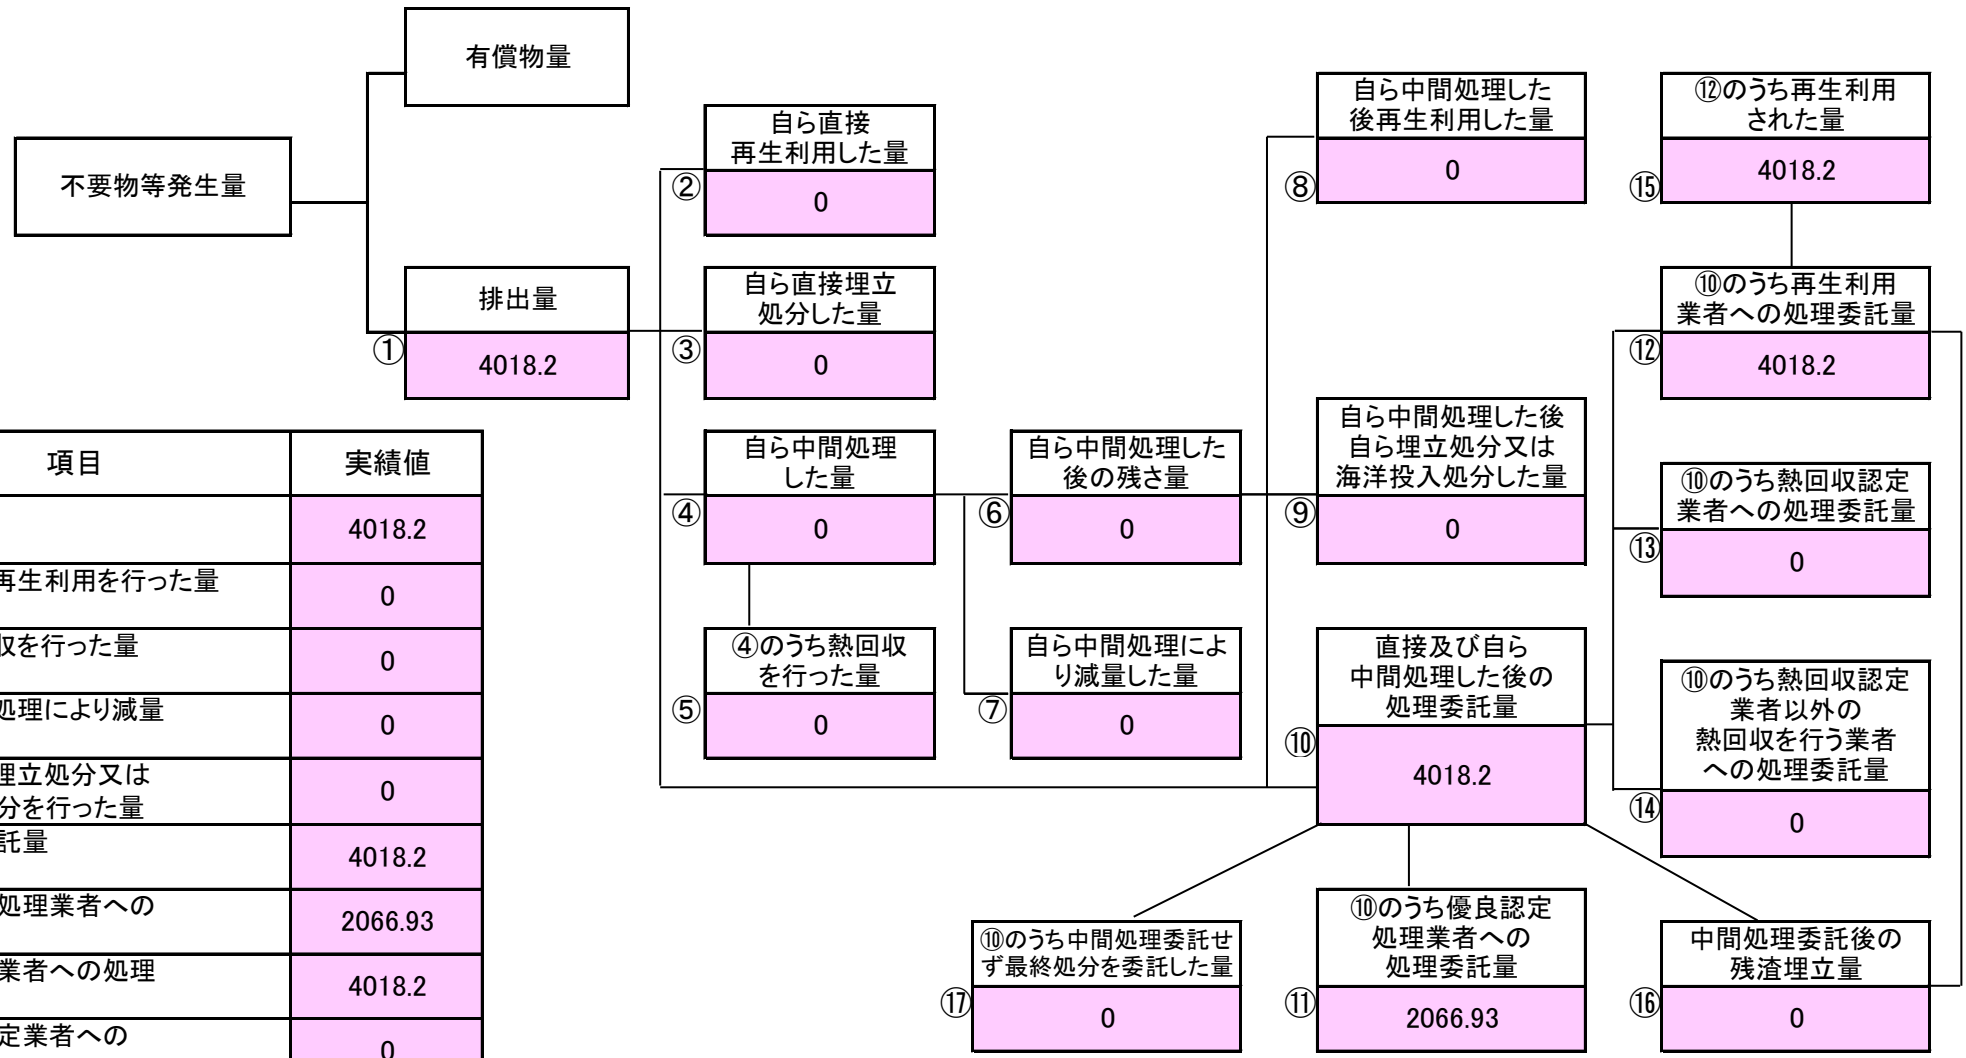 有償物量
不要物等発生量
排出量
①
4018.2
自ら直接
再生利用した量
②
0
自ら直接埋立
処分した量
③
0
自ら中間処理
した量
④
0
④のうち熱回収
を行った量
⑤
0
自ら中間処理した
後の残さ量
⑥
0
自ら中間処理によ
り減量した量
⑦
0
自ら中間処理した
後再生利用した量
⑧
0
自ら中間処理した後
自ら埋立処分又は
海洋投入処分した量
⑨
0
直接及び自ら
中間処理した後の
処理委託量
⑩
4018.2
⑫のうち再生利用
された量
⑮
4018.2
⑩のうち再生利用
業者への処理委託量
⑫
4018.2
⑩のうち熱回収認定
業者への処理委託量
⑬
0
⑩のうち熱回収認定
業者以外の
熱回収を行う業者
への処理委託量
⑭
0
⑩のうち中間処理委託せ
ず最終処分を委託した量
⑰
0
⑩のうち優良認定
処理業者への
処理委託量
⑪
2066.93
中間処理委託後の
残渣埋立量
⑯
0
項目 実績値
4018.2
再生利用を行った量
0
収を行った量
0
処理により減量
0
埋立処分又は
分を行った量
0
託量
4018.2
処理業者への
2066.93
業者への処理
4018.2
定業者への
0